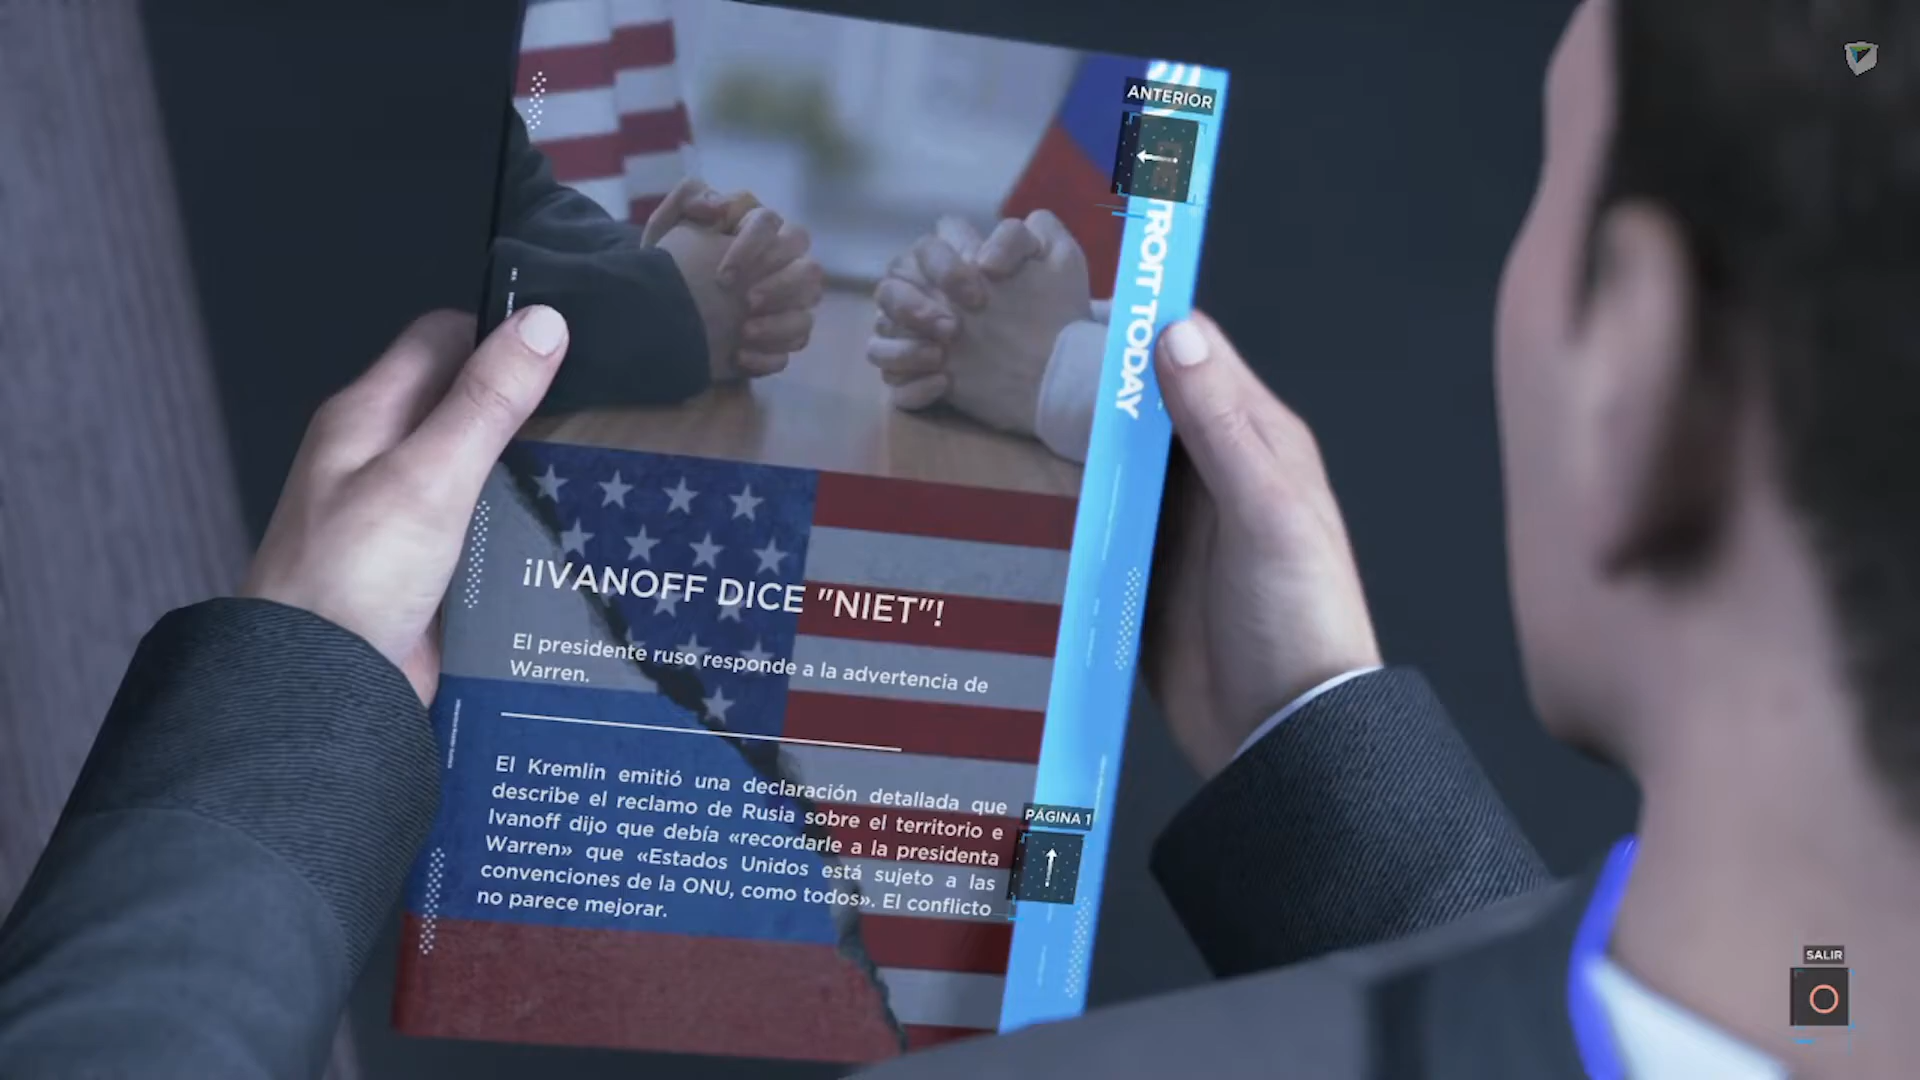 ANTERIOR
TROIT TODAY
¡IVANOFF DICE "NIET"!
El presidente ruso responde a la advertencia de
Warren.
El Kremlin emitió una declaración detallada que
describe el reclamo de Rusia sobre el territorio e
Ivanoff dijo que debía «recordarle a la presidenta
Warren» que «Estados Unidos está sujeto a las
convenciones de la ONU, como todos». El conflicto
no parece mejorar.
PÁGINA 1
SALIR